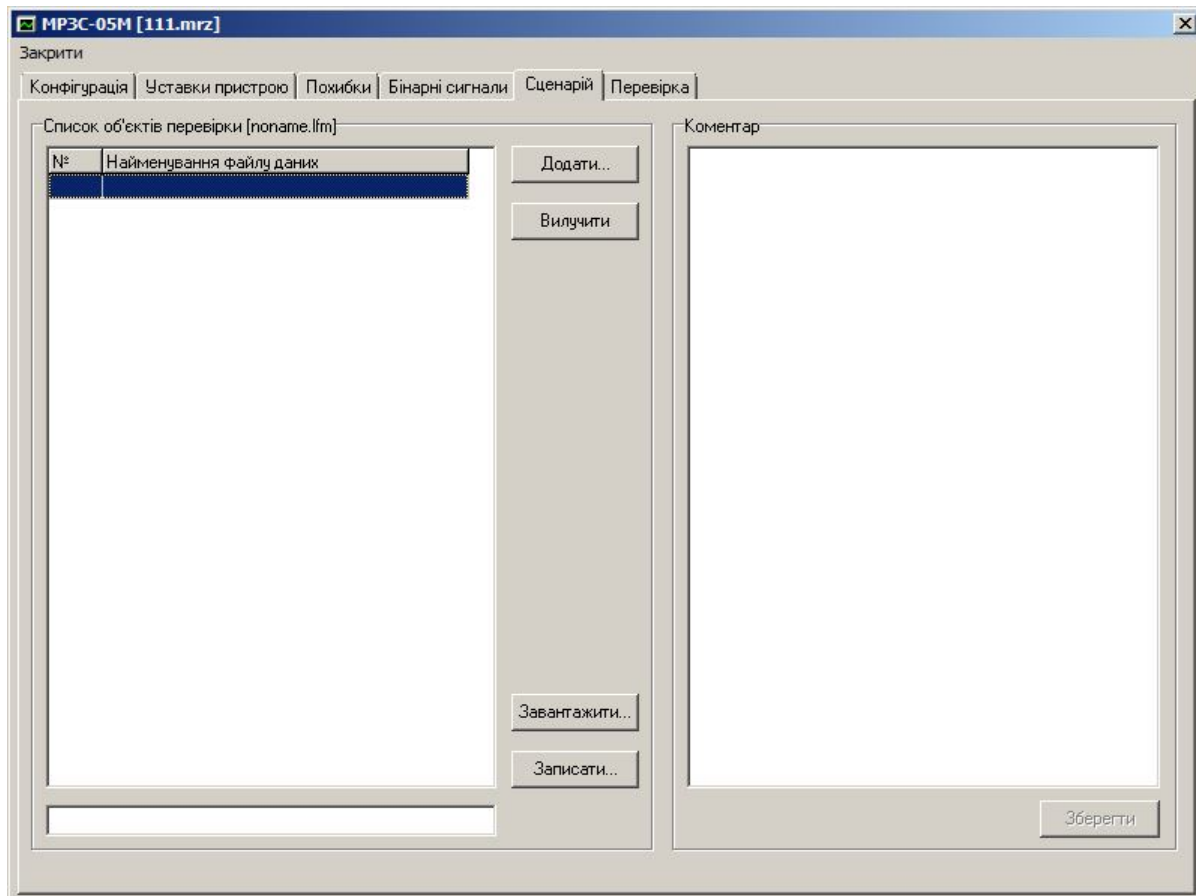 МРЗС-05М [111.mrz]
Закрити
Конфігурація Уставки пристрою Похибки Бінарні сигнали Сценарій Перевірка
Список об'єктів перевірки [noname.lfm]
Коментар
№ Найменування файлу даних
Додати...
Вилучити
Завантажити...
Записати...
Зберегти